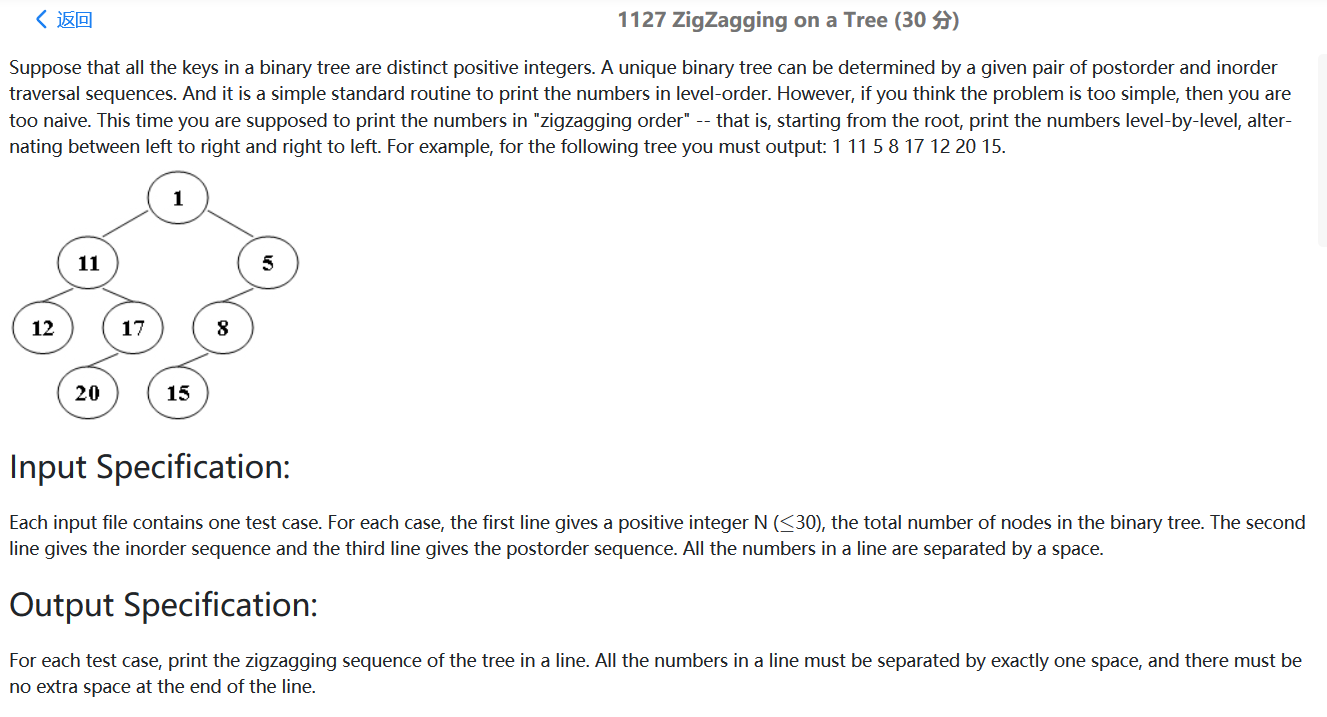 返回
1127 ZigZagging on a Tree (30 分)
Suppose that all the keys in a binary tree are distinct positive integers. A unique binary tree can be determined by a given pair of postorder and inorder
traversal sequences. And it is a simple standard routine to print the numbers in level-order. However, if you think the problem is too simple, then you are
too naive. This time you are supposed to print the numbers in "zigzagging order" -- that is, starting from the root, print the numbers level-by-level, alter-
nating between left to right and right to left. For example, for the following tree you must output: 1 11 5 8 17 12 20 15.
1
11 5
12 17 8
20 15
Input Specification:
Each input file contains one test case. For each case, the first line gives a positive integer N (≤30), the total number of nodes in the binary tree. The second
line gives the inorder sequence and the third line gives the postorder sequence. All the numbers in a line are separated by a space.
Output Specification:
For each test case, print the zigzagging sequence of the tree in a line. All the numbers in a line must be separated by exactly one space, and there must be
no extra space at the end of the line.